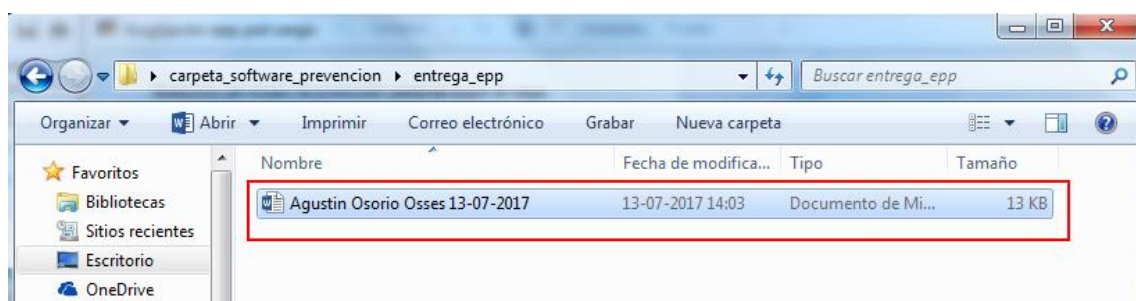 carpeta_software_prevencion entrega_epp Buscar entrega_epp
Organizar Abrir Imprimir Correo electrónico Grabar Nueva carpeta
Nombre Fecha de modifica... Tipo Tamaño
Favoritos
Agustin Osorio Osses 13-07-2017 13-07-2017 14:03 Documento de Mi... 13 KB
Bibliotecas
Sitios recientes
Escritorio
OneDrive